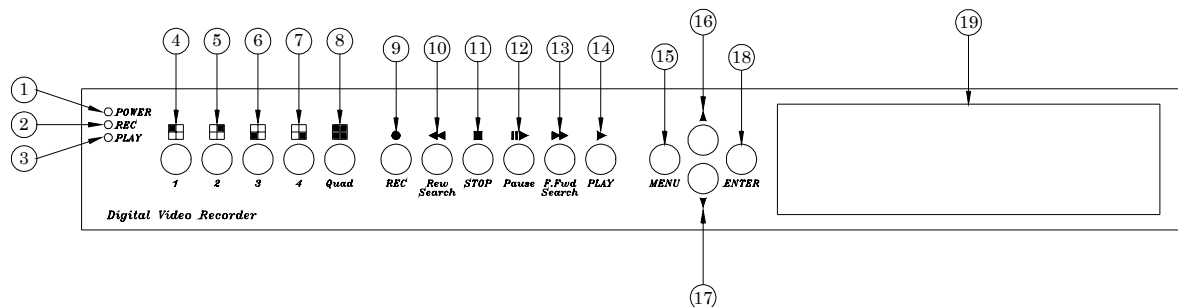 16
19
4
5
6
7
8
9
10
11
12
13
14
15
18
1
2
3
POWER
REC
PLAY
1
2
3
4
Quad
REC
Rew
Search
STOP
Pause
F.Fwd
Search
PLAY
MENU
ENTER
Digital Video Recorder
17